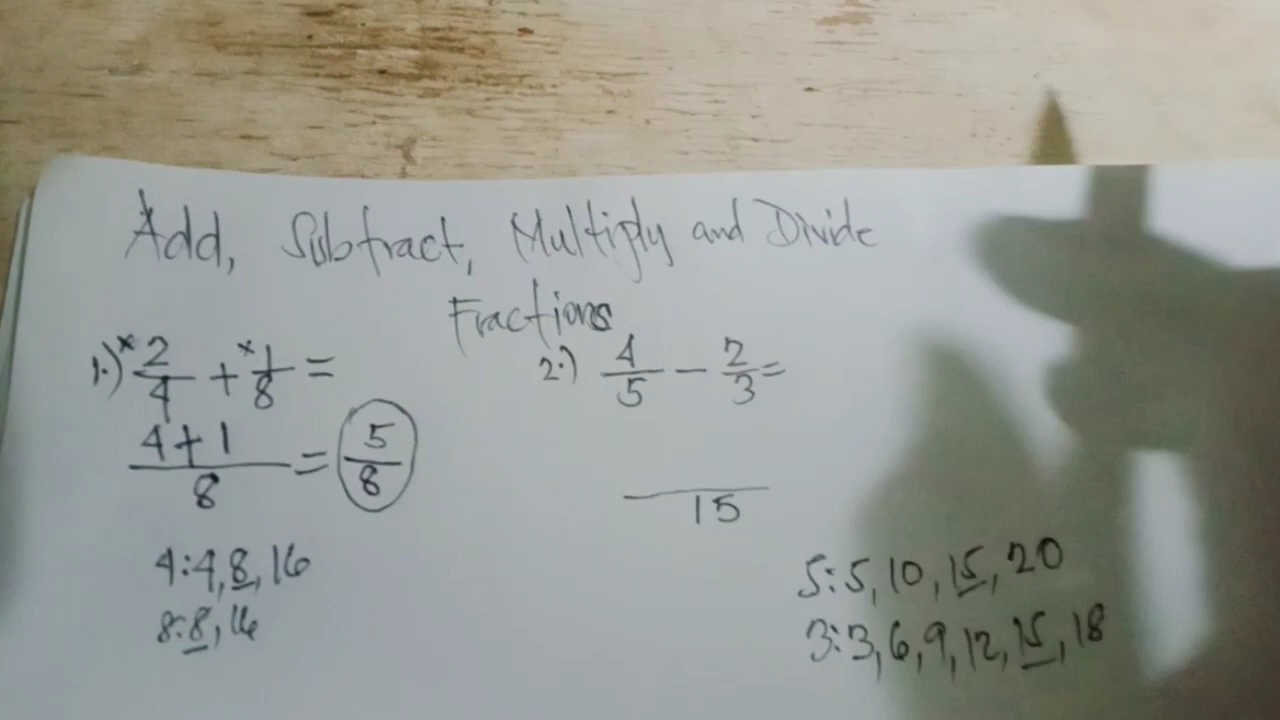 Add, Subtract, Multiply and Divide
Fractions
1.) × 2/4 + × 1/8 =
4+1/8 = 5/8
4:4,8,16
8:8,16
2.) 4/5 - 2/3 =
15
5:5,10,15,20
3:3,6,9,12,15,18